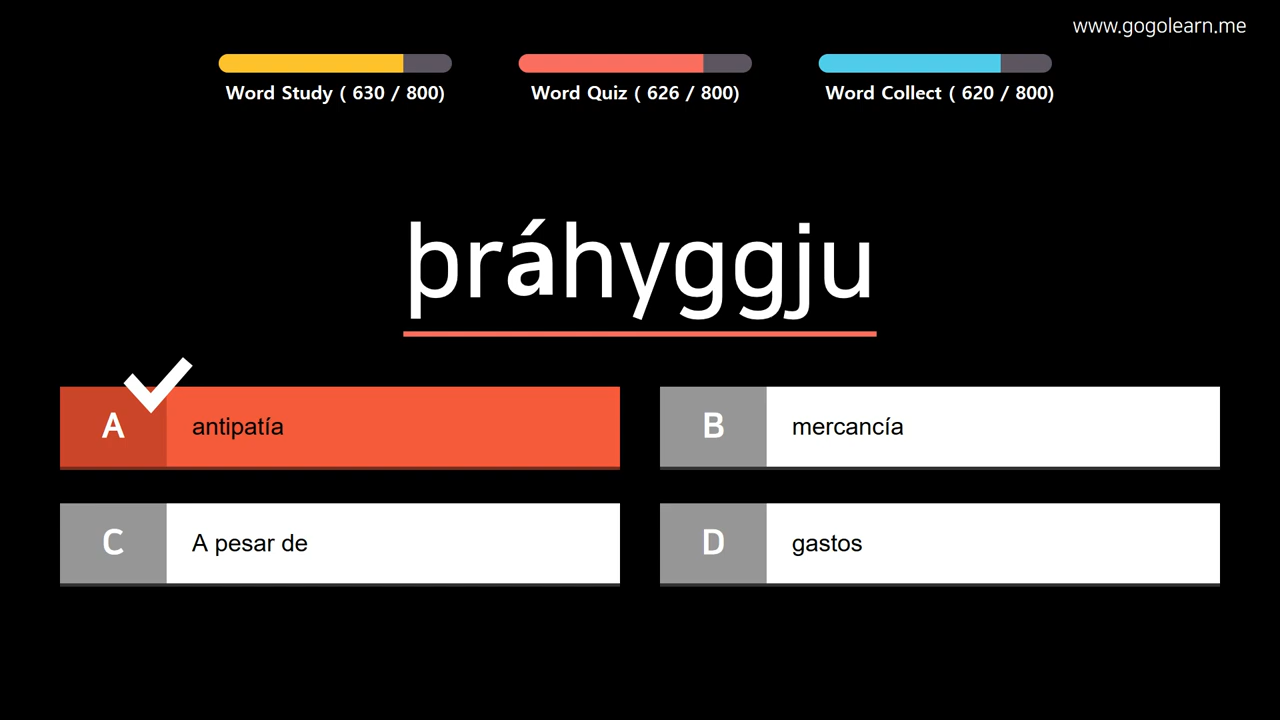 www.gogolearn.me
Word Study ( 630 / 800)
Word Quiz ( 626 / 800)
Word Collect ( 620 / 800)
þráhyggju
A antipatía
B mercancía
C A pesar de
D gastos